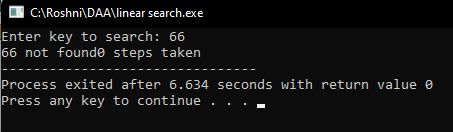 C:\Roshni\DAA\linear search.exe
Enter key to search: 66
66 not found0 steps taken
--------------------------------
Process exited after 6.634 seconds with return value 0
Press any key to continue . . .